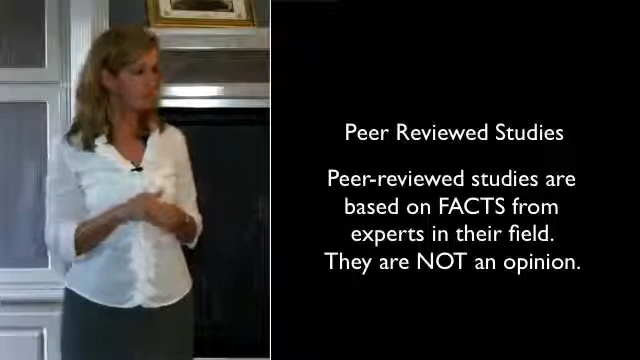 Peer Reviewed Studies
Peer-reviewed studies are
based on FACTS from
experts in their field.
They are NOT an opinion.